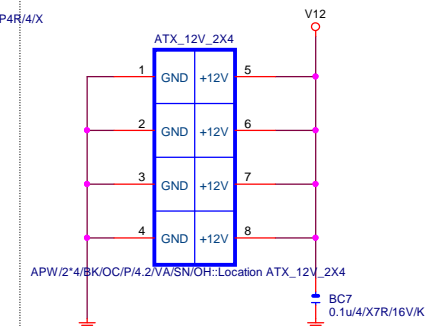 P4R/4/X
V12
ATX_12V_2X4
1 GND +12V 5
2 GND +12V 6
3 GND +12V 7
4 GND +12V 8
APW/2*4/BK/OC/P/4.2/VA/SN/OH::Location ATX_12V_2X4
BC7
0.1u/4/X7R/16V/K